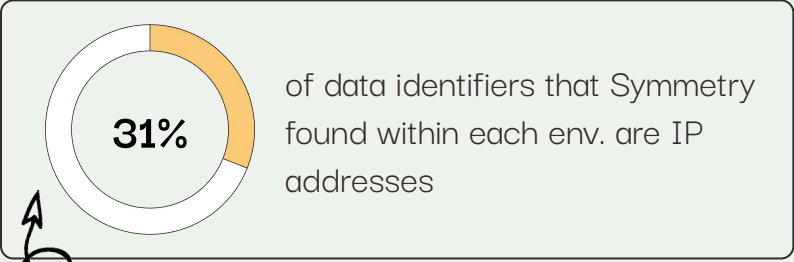 31%
of data identifiers that Symmetry
found within each env. are IP
addresses